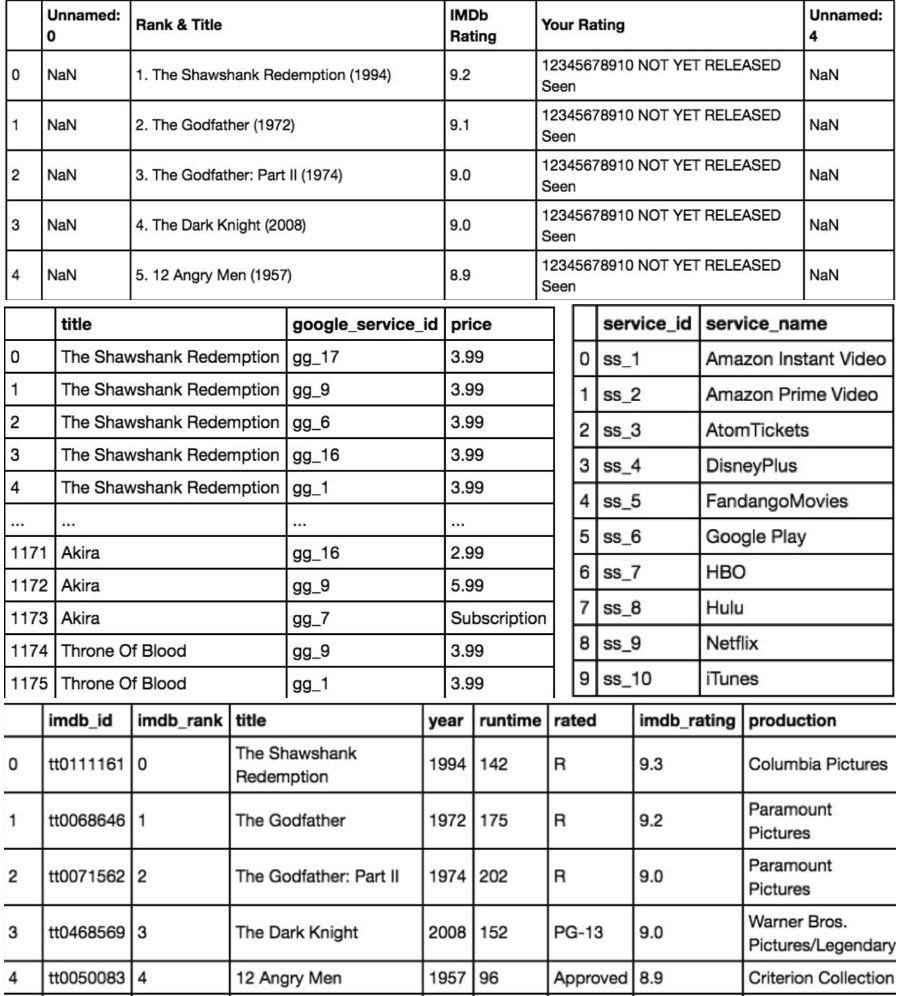 Unnamed: 0 Rank & Title IMDb Rating Your Rating Unnamed: 4
0 NaN 1. The Shawshank Redemption (1994) 9.2 12345678910 NOT YET RELEASED Seen NaN
1 NaN 2. The Godfather (1972) 9.1 12345678910 NOT YET RELEASED Seen NaN
2 NaN 3. The Godfather: Part II (1974) 9.0 12345678910 NOT YET RELEASED Seen NaN
3 NaN 4. The Dark Knight (2008) 9.0 12345678910 NOT YET RELEASED Seen NaN
4 NaN 5. 12 Angry Men (1957) 8.9 12345678910 NOT YET RELEASED Seen NaN
title google_service_id price
0 The Shawshank Redemption gg_17 3.99
1 The Shawshank Redemption gg_9 3.99
2 The Shawshank Redemption gg_6 3.99
3 The Shawshank Redemption gg_16 3.99
4 The Shawshank Redemption gg_1 3.99
... ... ... ...
1171 Akira gg_16 2.99
1172 Akira gg_9 5.99
1173 Akira gg_7 Subscription
1174 Throne Of Blood gg_9 3.99
1175 Throne Of Blood gg_1 3.99
service_id service_name
0 ss_1 Amazon Instant Video
1 ss_2 Amazon Prime Video
2 ss_3 AtomTickets
3 ss_4 DisneyPlus
4 ss_5 FandangoMovies
5 ss_6 Google Play
6 ss_7 HBO
7 ss_8 Hulu
8 ss_9 Netflix
9 ss_10 iTunes
imdb_id imdb_rank title year runtime rated imdb_rating production
0 tt0111161 0 The Shawshank Redemption 1994 142 R 9.3 Columbia Pictures
1 tt0068646 1 The Godfather 1972 175 R 9.2 Paramount Pictures
2 tt0071562 2 The Godfather: Part II 1974 202 R 9.0 Paramount Pictures
3 tt0468569 3 The Dark Knight 2008 152 PG-13 9.0 Warner Bros. Pictures/Legendary
4 tt0050083 4 12 Angry Men 1957 96 Approved 8.9 Criterion Collection